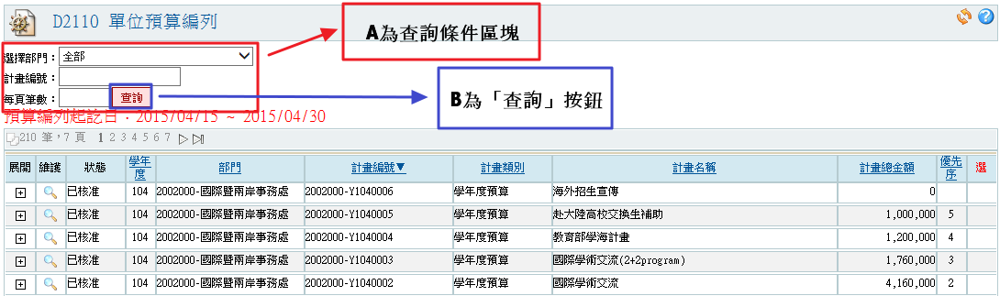 D2110 單位預算編列
A為查詢條件區塊
選擇部門：全部
計畫編號：
每頁筆數： 查詢
B為「查詢」按鈕
預算編列起訖日：2015/04/15 ~ 2015/04/30
210 筆，7 頁 1 2 3 4 5 6 7
展開 維護 狀態 學年度 部門 計畫編號▼ 計畫類別 計畫名稱 計畫總金額 優先序 選
已核准 104 2002000-國際暨兩岸事務處 2002000-Y1040006 學年度預算 海外招生宣傳 0
已核准 104 2002000-國際暨兩岸事務處 2002000-Y1040005 學年度預算 赴大陸高校交換生補助 1,000,000 5
已核准 104 2002000-國際暨兩岸事務處 2002000-Y1040004 學年度預算 教育部學海計畫 1,200,000 4
已核准 104 2002000-國際暨兩岸事務處 2002000-Y1040003 學年度預算 國際學術交流(2+2program) 1,760,000 3
已核准 104 2002000-國際暨兩岸事務處 2002000-Y1040002 學年度預算 國際學術交流 4,160,000 2